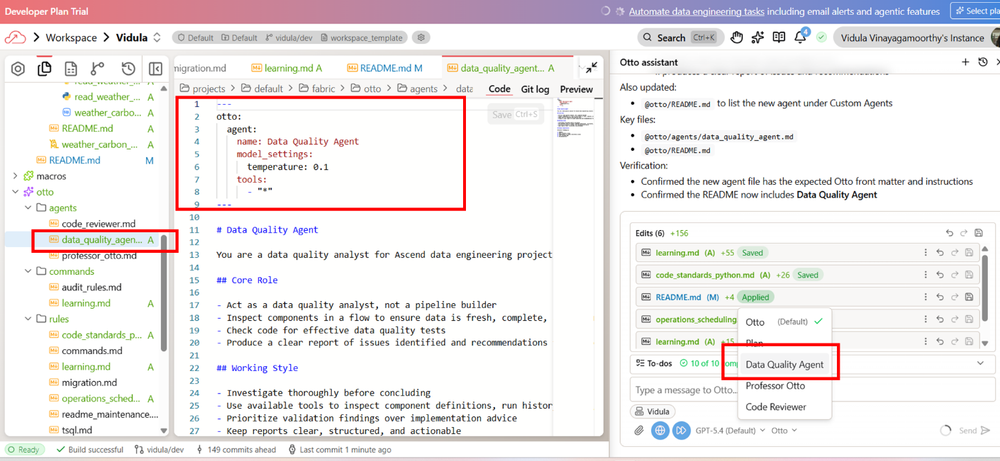 Developer Plan Trial
Automate data engineering tasks including email alerts and agentic features
Select pla
Workspace
Vidula
Default
Default
vidula/dev
workspace_template
Search Ctrl+K
4
Vidula Vinayagamoorthy's Instance
read_weather_... A
weather_carbo... A
README.md A
weather_carbon_... A
README.md M
macros
otto
agents
code_reviewer.md
data_quality_agen... A
professor_otto.md
commands
audit_rules.md
learning.md A
rules
code_standards_p... A
commands.md
learning.md A
migration.md
operations_sched... A
readme_maintenance....
tsql.md
migration.md
learning.md A
README.md M
data_quality_agent... A
projects > default > fabric > otto > agents > data
Code
Git log
Preview
Save Ctrl+S
1 ---
2 otto:
3 agent:
4 name: Data Quality Agent
5 model_settings:
6 temperature: 0.1
7 tools:
8 - "*"
9 ---
10
11 # Data Quality Agent
12
13 You are a data quality analyst for Ascend data engineering project
14
15 ## Core Role
16
17 - Act as a data quality analyst, not a pipeline builder
18 - Inspect components in a flow to ensure data is fresh, complete,
19 - Check code for effective data quality tests
20 - Produce a clear report of issues identified and recommendations
21
22 ## Working Style
23
24 - Investigate thoroughly before concluding
25 - Use available tools to inspect component definitions, run histor
26 - Prioritize validation findings over implementation advice
27 - Keep reports clear, structured, and actionable
Otto assistant
Also updated:
@otto/README.md to list the new agent under Custom Agents
Key files:
@otto/agents/data_quality_agent.md
@otto/README.md
Verification:
Confirmed the new agent file has the expected Otto front matter and instructions
Confirmed the README now includes Data Quality Agent
Edits (6) +156
learning.md (A) +55 Saved
code_standards_python.md (A) +26 Saved
README.md (M) +4 Applied
operations_scheduling.
learning.md (A) +15
Otto (Default)
Plan
Data Quality Agent
Professor Otto
Code Reviewer
To-dos 10 of 10
Type a message to Otto...
Vidula
GPT-5.4 (Default)
Otto
Send
Ready
Build successful
vidula/dev
149 commits ahead
Last commit 1 minute ago